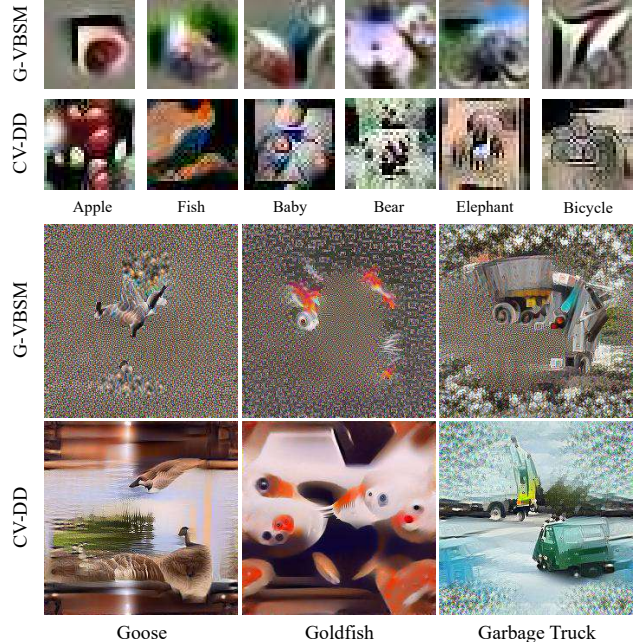 G-VBSM
CV-DD
Apple Fish Baby Bear Elephant Bicycle
G-VBSM
CV-DD
Goose Goldfish Garbage Truck